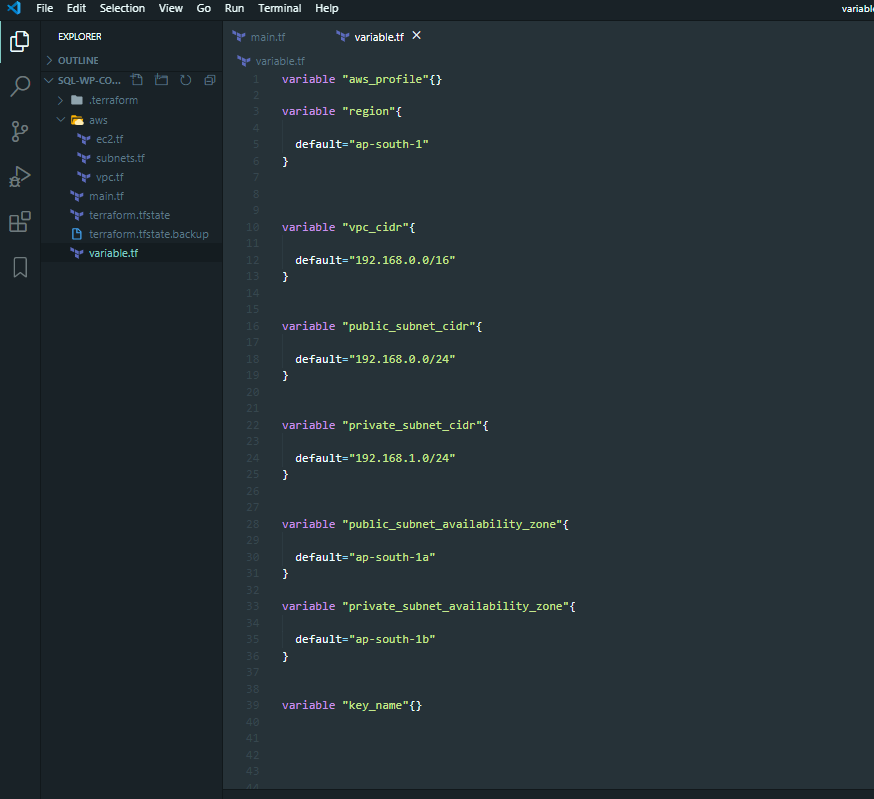 File Edit Selection View Go Run Terminal Help variabl
EXPLORER
OUTLINE
SQL-WP-CO...
.terraform
aws
ec2.tf
subnets.tf
vpc.tf
main.tf
terraform.tfstate
terraform.tfstate.backup
variable.tf
main.tf variable.tf
variable.tf
1 variable "aws_profile"{}
2
3 variable "region"{
4
5 default="ap-south-1"
6 }
7
8
9
10 variable "vpc_cidr"{
11
12 default="192.168.0.0/16"
13 }
14
15
16 variable "public_subnet_cidr"{
17
18 default="192.168.0.0/24"
19 }
20
21
22 variable "private_subnet_cidr"{
23
24 default="192.168.1.0/24"
25 }
26
27
28 variable "public_subnet_availability_zone"{
29
30 default="ap-south-1a"
31 }
32
33 variable "private_subnet_availability_zone"{
34
35 default="ap-south-1b"
36 }
37
38
39 variable "key_name"{}
40
41
42
43
44